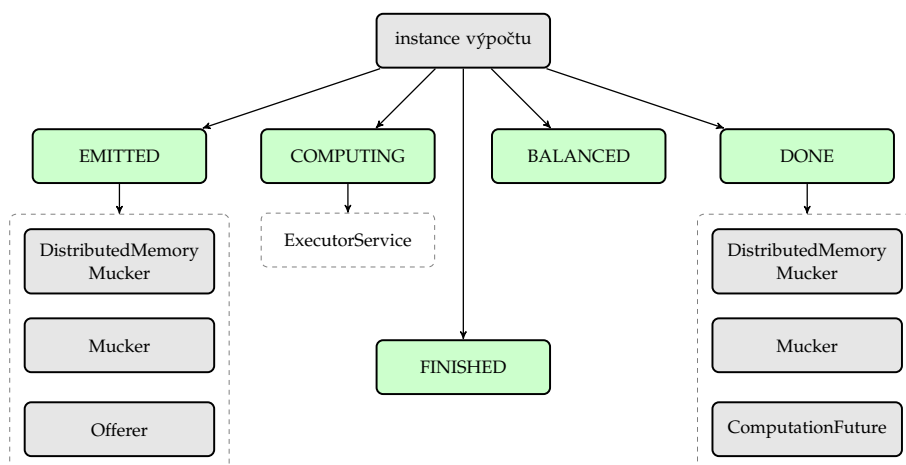 instance výpočtu
EMITTED
COMPUTING
BALANCED
DONE
ExecutorService
DistributedMemory
Mucker
Mucker
Offerer
FINISHED
DistributedMemory
Mucker
Mucker
ComputationFuture